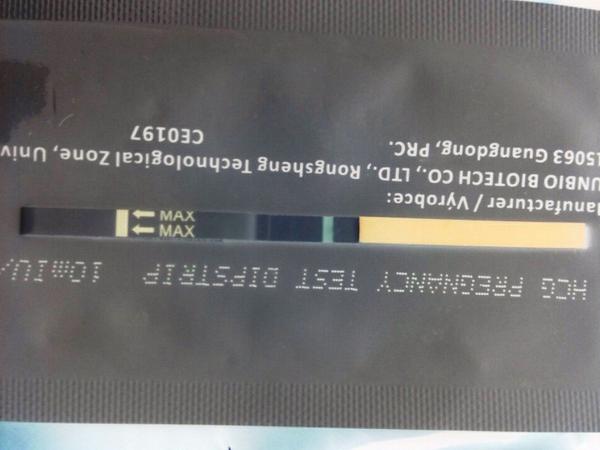 HCG PREGNANCY TEST DIPSTRIP 10mIU/
MAX
MAX
anufacturer / Výrobce:
UNBIO BIOTECH CO., LTD., Rongsheng Technological Zone, Univ
15063 Guangdong, PRC. CE0197